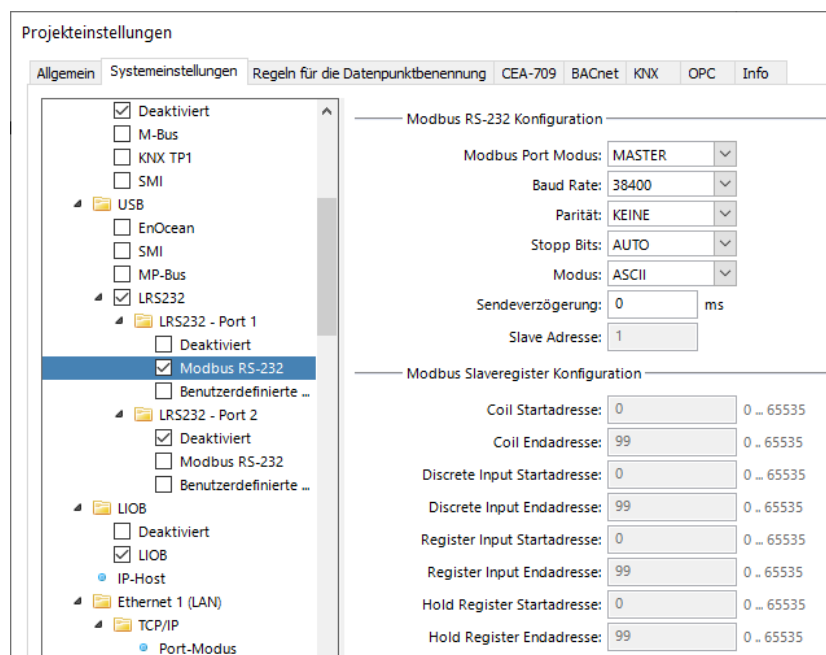 Projekteinstellungen
Allgemein Systemeinstellungen Regeln für die Datenpunktbenennung CEA-709 BACnet KNX OPC Info
Deaktiviert
M-Bus
KNX TP1
SMI
USB
EnOcean
SMI
MP-Bus
LRS232
LRS232 - Port 1
Deaktiviert
Modbus RS-232
Benutzerdefinierte ...
LRS232 - Port 2
Deaktiviert
Modbus RS-232
Benutzerdefinierte ...
LIOB
Deaktiviert
LIOB
IP-Host
Ethernet 1 (LAN)
TCP/IP
Port-Modus
Modbus RS-232 Konfiguration
Modbus Port Modus: MASTER
Baud Rate: 38400
Parität: KEINE
Stopp Bits: AUTO
Modus: ASCII
Sendeverzögerung: 0 ms
Slave Adresse: 1
Modbus Slaveregister Konfiguration
Coil Startadresse: 0 0 ... 65535
Coil Endadresse: 99 0 .. 65535
Discrete Input Startadresse: 0 0 ... 65535
Discrete Input Endadresse: 99 0 .. 65535
Register Input Startadresse: 0 0 ... 65535
Register Input Endadresse: 99 0 .. 65535
Hold Register Startadresse: 0 0 ... 65535
Hold Register Endadresse: 99 0 .. 65535